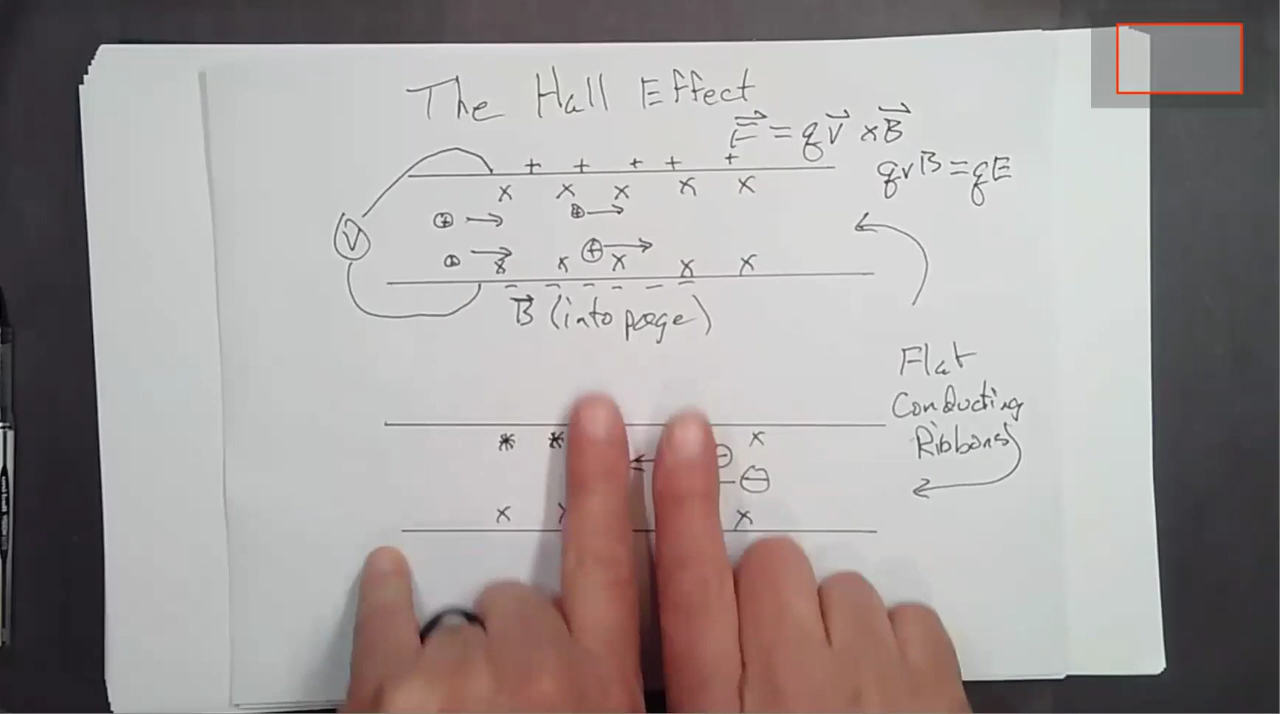 The Hall Effect
F = qv x B
qvB = qE
+ + + + +
x x x x x
+ → + →
V
+ → + →
x x x x x
- - - - - -
B (into page)
Flat
Conducting
Ribbons
x x x
← -
- -
x x x